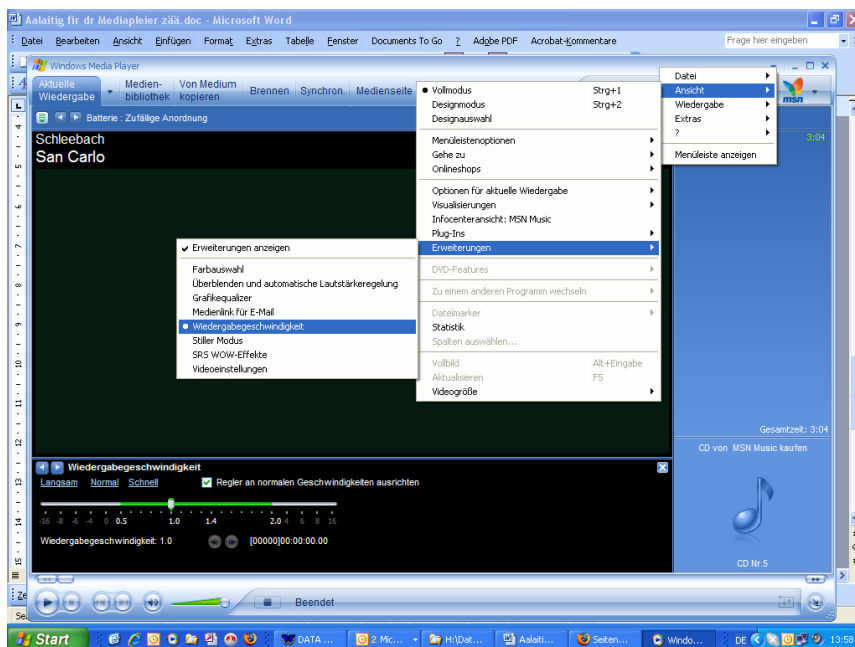 Aalaitig fir dr Mediapleier zää.doc - Microsoft Word
Datei Bearbeiten Ansicht Einfügen Format Extras Tabelle Fenster Documents To Go ? Adobe PDF Acrobat-Kommentare Frage hier eingeben
Windows Media Player
Aktuelle Wiedergabe
Medien-bibliothek
Von Medium kopieren
Brennen
Synchron.
Medienseite
msn
Batterie : Zufällige Anordnung
Schleebach
San Carlo
3:04
Datei
Ansicht
Wiedergabe
Extras
?
Menüleiste anzeigen
Vollmodus Strg+1
Designmodus Strg+2
Designauswahl
Menüleistenoptionen
Gehe zu
Onlineshops
Optionen für aktuelle Wiedergabe
Visualisierungen
Infocenteransicht: MSN Music
Plug-Ins
Erweiterungen
DVD-Features
Zu einem anderen Programm wechseln
Dateimarker
Statistik
Spalten auswählen...
Vollbild Alt+Eingabe
Aktualisieren F5
Videogröße
Erweiterungen anzeigen
Farbauswahl
Überblenden und automatische Lautstärkeregelung
Grafikequalizer
Medienlink für E-Mail
Wiedergabegeschwindigkeit
Stiller Modus
SRS WOW-Effekte
Videoeinstellungen
Gesamtzeit: 3:04
CD von MSN Music kaufen
CD Nr.5
Wiedergabegeschwindigkeit
Langsam Normal Schnell Regler an normalen Geschwindigkeiten ausrichten
-16 -8 -6 -4 0 0.5 1.0 1.4 2.0 4 6 8 16
Wiedergabegeschwindigkeit: 1.0 [00000]00:00:00.00
Beendet
Start DATA ... 2 Mic... H:\Dat... Aalaiti... Seiten... Windo... DE 13:58